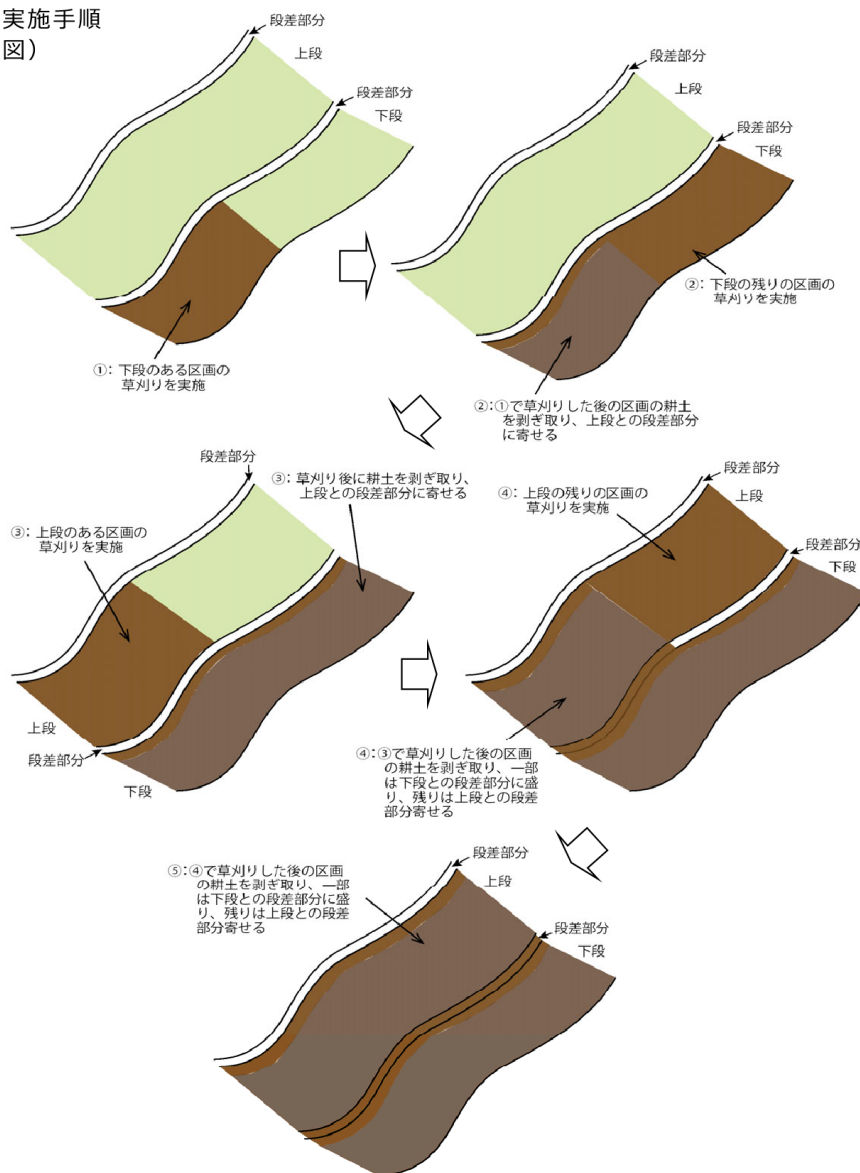 実施手順
図）
段差部分
上段
段差部分
下段
①：下段のある区画の
草刈りを実施
段差部分
上段
段差部分
下段
②：下段の残りの区画の
草刈りを実施
②：①で草刈りした後の区画の耕土
を剥ぎ取り、上段との段差部分
に寄せる
段差部分
③：草刈り後に耕土を剥ぎ取り、
上段との段差部分に寄せる
③：上段のある区画の
草刈りを実施
上段
段差部分
下段
④：上段の残りの区画の
草刈りを実施
段差部分
上段
段差部分
下段
④：③で草刈りした後の区画
の耕土を剥ぎ取り、一部
は下段との段差部分に盛
り、残りは上段との段差
部分寄せる
⑤：④で草刈りした後の区画
の耕土を剥ぎ取り、一部
は下段との段差部分に盛
り、残りは上段との段差
部分寄せる
段差部分
上段
段差部分
下段